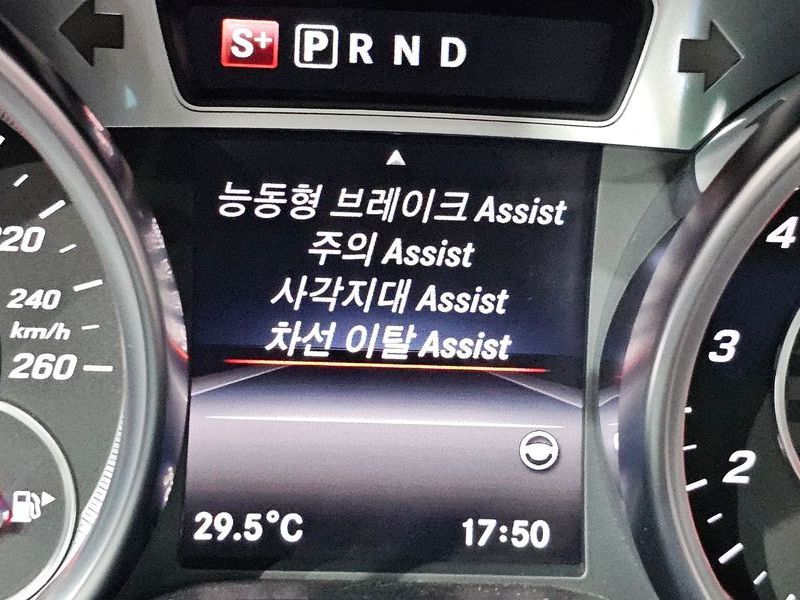 S+ P R N D
능동형 브레이크 Assist
주의 Assist
사각지대 Assist
차선 이탈 Assist
29.5°C 17:50
240
km/h
260
4
3
2